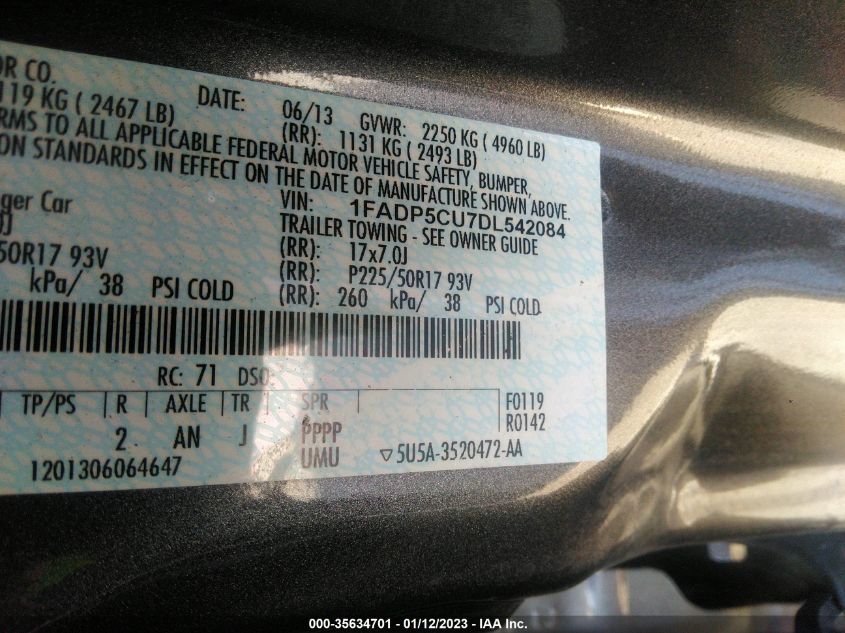 OR CO.
DATE: 06/13 GVWR: 2250 KG ( 4960 LB)
119 KG ( 2467 LB) (RR): 1131 KG ( 2493 LB)
RMS TO ALL APPLICABLE FEDERAL MOTOR VEHICLE SAFETY, BUMPER,
ON STANDARDS IN EFFECT ON THE DATE OF MANUFACTURE SHOWN ABOVE.
VIN: 1FADP5CU7DL542084
ger Car TRAILER TOWING - SEE OWNER GUIDE
(RR): 17x7.0J
50R17 93V (RR): P225/50R17 93V
kPa/ 38 PSI COLD (RR): 260 kPa/ 38 PSI COLD
RC: 71 DSO:
TP/PS R AXLE TR SPR F0119
R0142
2 AN J PPPP
UMU ▽5U5A-3520472-AA
1201306064647
000-35634701 - 01/12/2023 - IAA Inc.